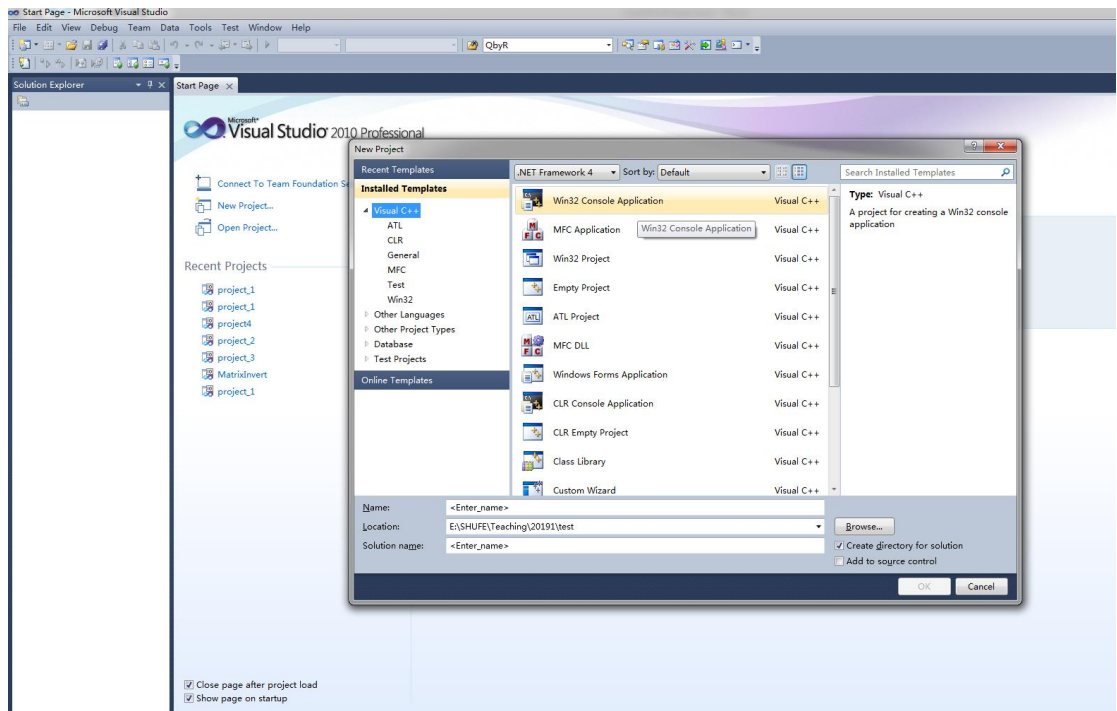 Start Page - Microsoft Visual Studio
File Edit View Debug Team Data Tools Test Window Help
QbyR
Solution Explorer
Start Page
Microsoft
Visual Studio 2010 Professional
Connect To Team Foundation Se
New Project...
Open Project...
Recent Projects
project_1
project_1
project4
project_2
project_3
MatrixInvert
project_1
Close page after project load
Show page on startup
New Project
Recent Templates
Installed Templates
Visual C++
ATL
CLR
General
MFC
Test
Win32
Other Languages
Other Project Types
Database
Test Projects
Online Templates
.NET Framework 4 Sort by: Default
Win32 Console Application Visual C++
MFC Application Visual C++
Win32 Console Application
Win32 Project Visual C++
Empty Project Visual C++
ATL Project Visual C++
MFC DLL Visual C++
Windows Forms Application Visual C++
CLR Console Application Visual C++
CLR Empty Project Visual C++
Class Library Visual C++
Custom Wizard Visual C++
Search Installed Templates
Type: Visual C++
A project for creating a Win32 console
application
Name: <Enter_name>
Location: E:\SHUFE\Teaching\20191\test
Browse...
Solution name: <Enter_name>
Create directory for solution
Add to source control
OK Cancel